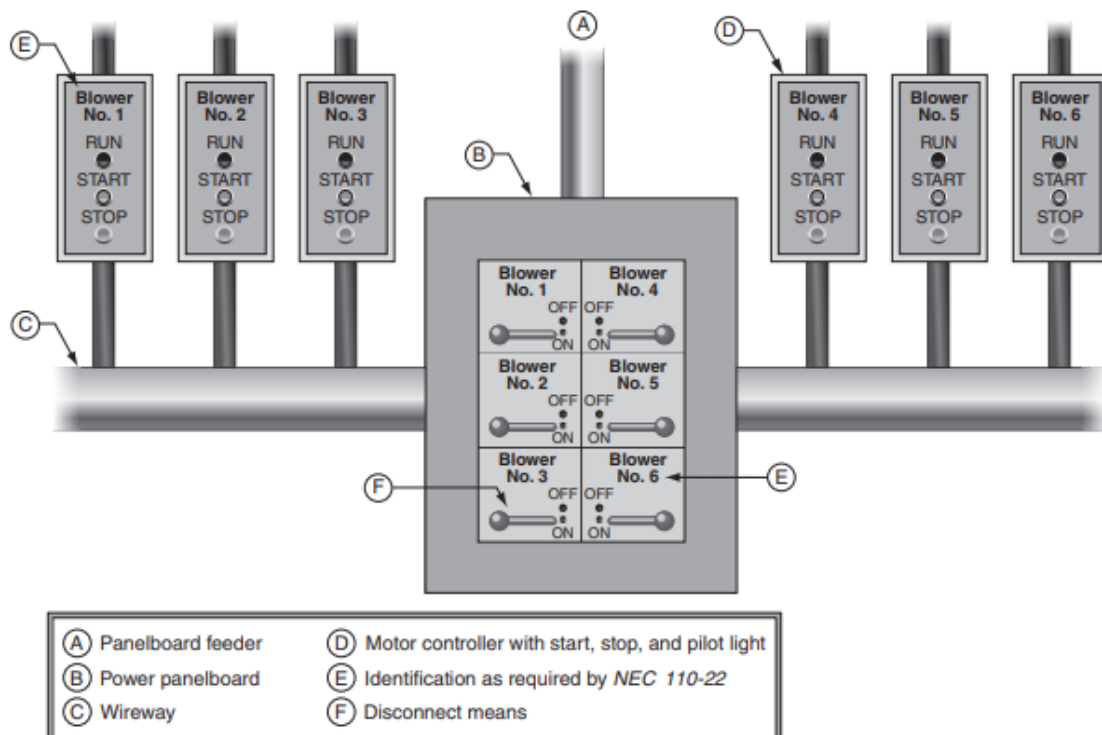 A
E
D
Blower
No. 1
RUN
START
STOP
Blower
No. 2
RUN
START
STOP
Blower
No. 3
RUN
START
STOP
Blower
No. 4
RUN
START
STOP
Blower
No. 5
RUN
START
STOP
Blower
No. 6
RUN
START
STOP
B
C
Blower
No. 1
OFF
ON
Blower
No. 4
OFF
ON
Blower
No. 2
OFF
ON
Blower
No. 5
OFF
ON
Blower
No. 3
OFF
ON
Blower
No. 6
OFF
ON
F
E
A Panelboard feeder
B Power panelboard
C Wireway
D Motor controller with start, stop, and pilot light
E Identification as required by NEC 110-22
F Disconnect means